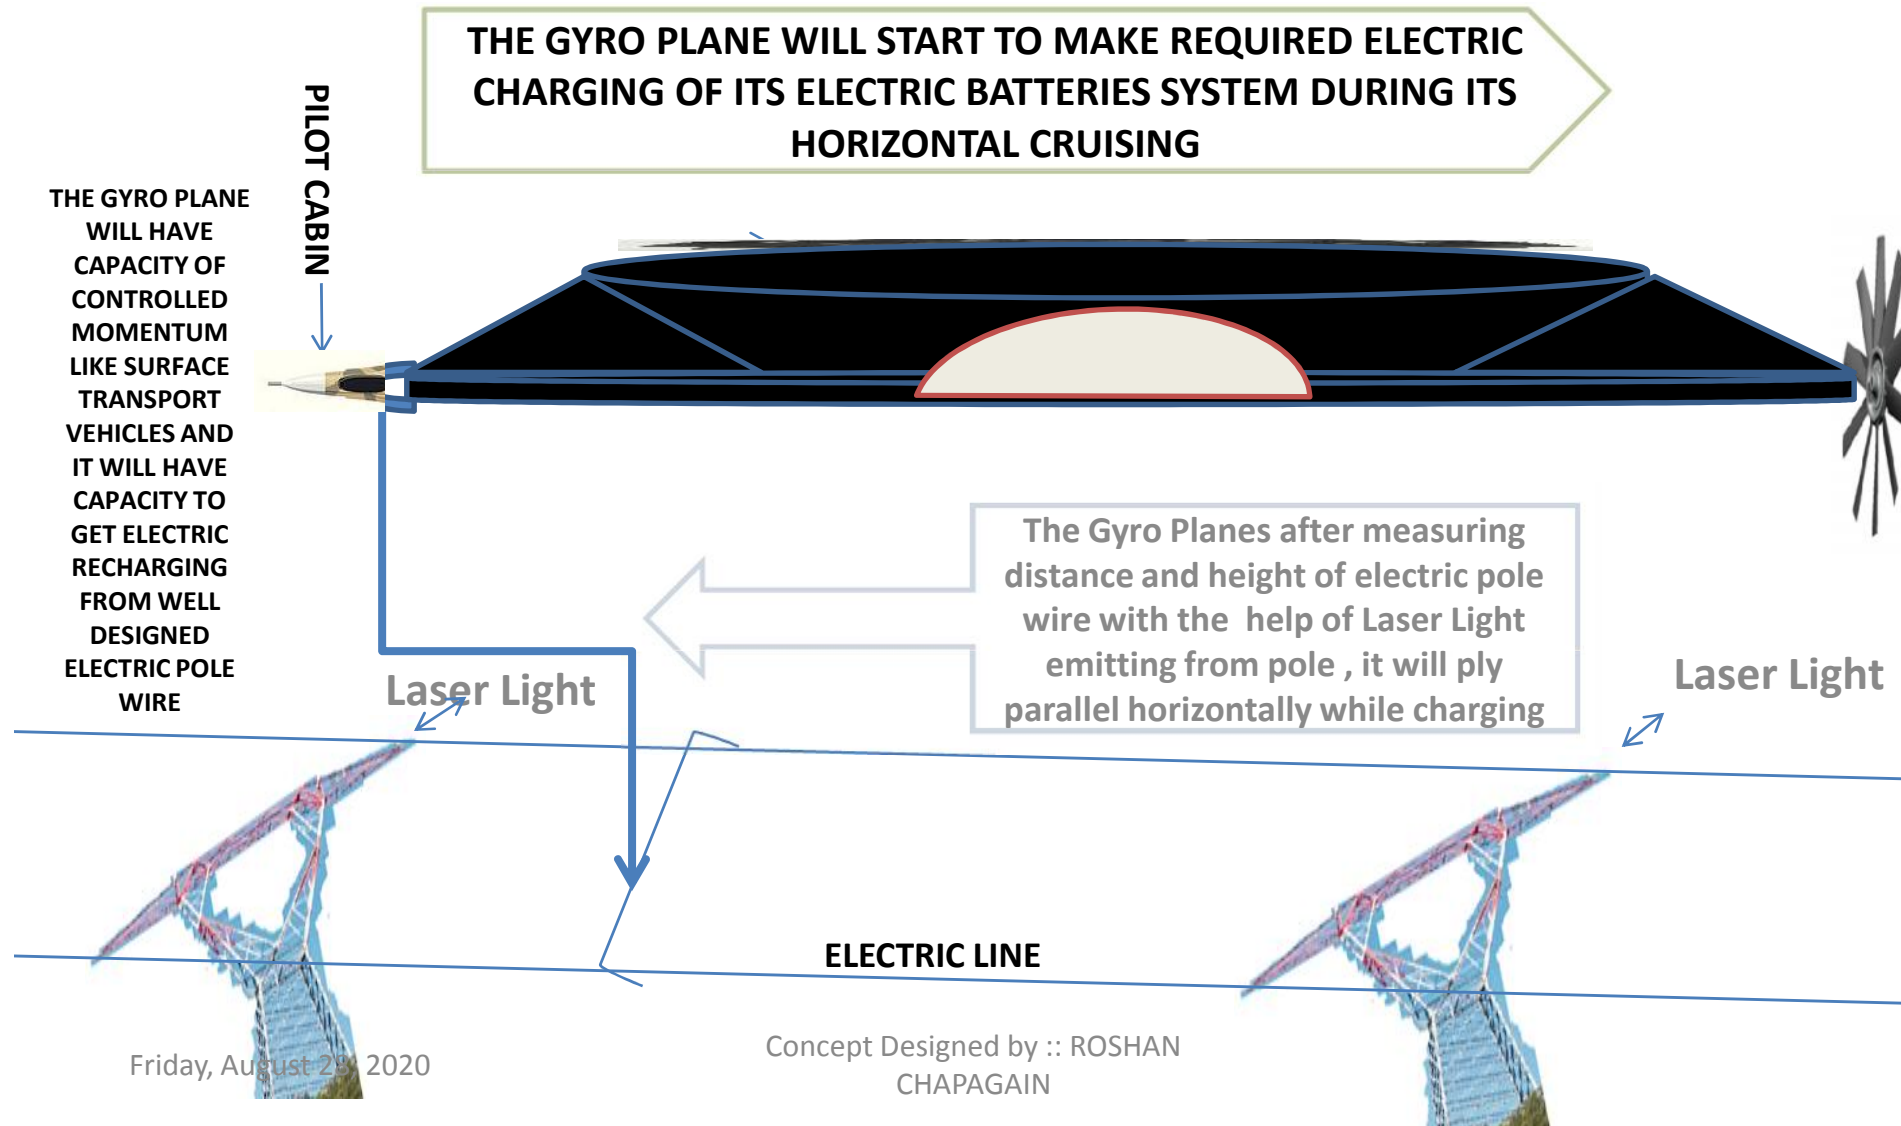 THE GYRO PLANE WILL START TO MAKE REQUIRED ELECTRIC
CHARGING OF ITS ELECTRIC BATTERIES SYSTEM DURING ITS
HORIZONTAL CRUISING
PILOT CABIN
THE GYRO PLANE
WILL HAVE
CAPACITY OF
CONTROLLED
MOMENTUM
LIKE SURFACE
TRANSPORT
VEHICLES AND
IT WILL HAVE
CAPACITY TO
GET ELECTRIC
RECHARGING
FROM WELL
DESIGNED
ELECTRIC POLE
WIRE
The Gyro Planes after measuring
distance and height of electric pole
wire with the help of Laser Light
emitting from pole , it will ply
parallel horizontally while charging
Laser Light
Laser Light
ELECTRIC LINE
Friday, August 2020
Concept Designed by :: ROSHAN
CHAPAGAIN